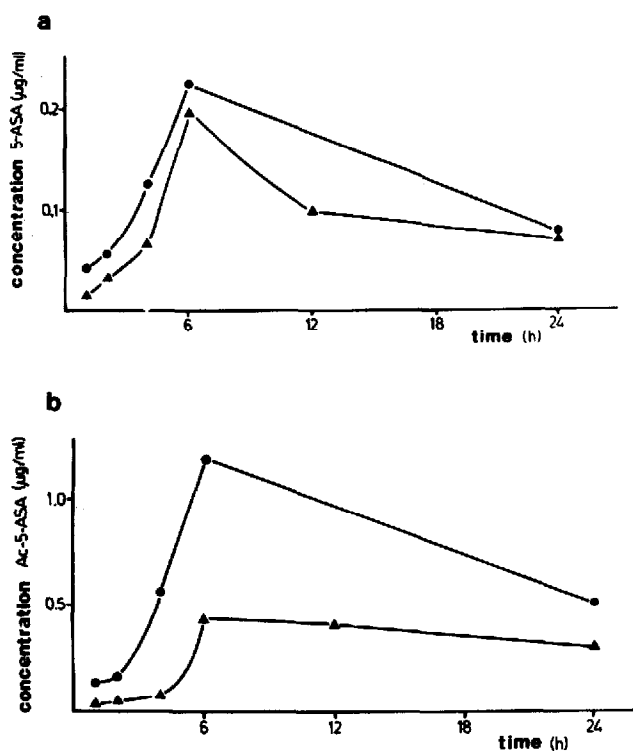 a
concentration 5-ASA (µg/ml)
0.2
0.1
6
12
18
24
time (h)
b
concentration Ac-5-ASA (µg/ml)
1.0
0.5
6
12
18
24
time (h)